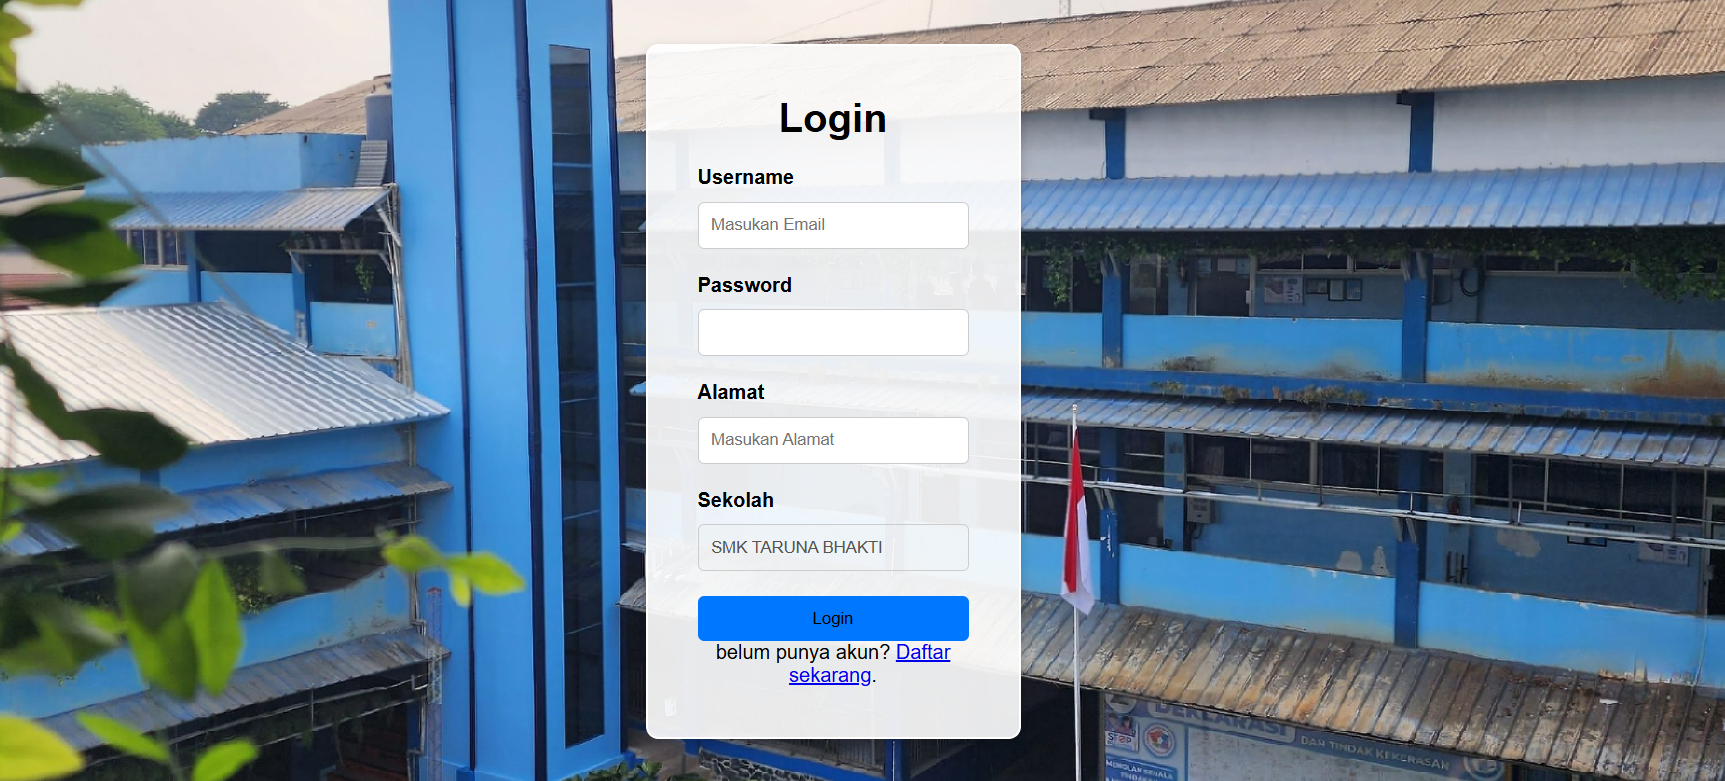 Login
Username
Masukan Email
Password
Alamat
Masukan Alamat
Sekolah
SMK TARUNA BHAKTI
Login
belum punya akun? Daftar
sekarang.
DEKLARASI
DAN TINDAK KEKERASAN